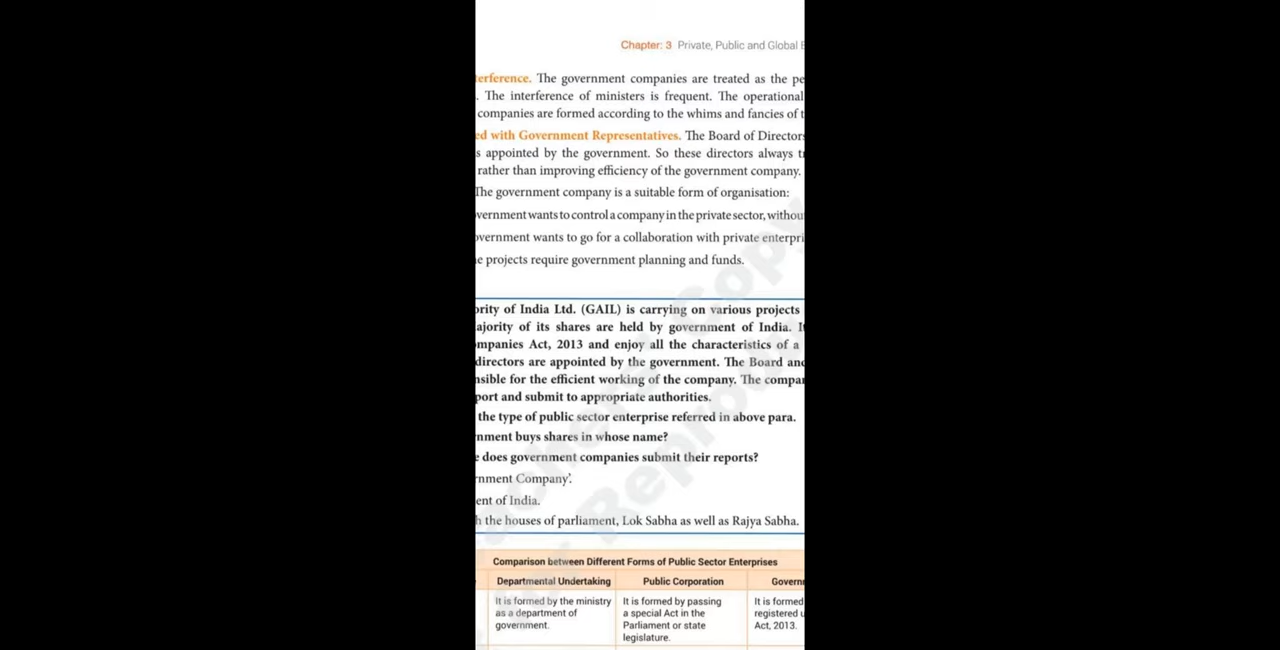 Chapter: 3 Private, Public and Global
erference. The government companies are treated as the pe
. The interference of ministers is frequent. The operational
companies are formed according to the whims and fancies of t
ed with Government Representatives. The Board of Directors
s appointed by the government. So these directors always tr
rather than improving efficiency of the government company.
The government company is a suitable form of organisation:
vernment wants to control a company in the private sector, withou
overnment wants to go for a collaboration with private enterpri
e projects require government planning and funds.
ority of India Ltd. (GAIL) is carrying on various projects
ajority of its shares are held by government of India. It
mpanies Act, 2013 and enjoy all the characteristics of a
directors are appointed by the government. The Board and
nsible for the efficient working of the company. The compan
port and submit to appropriate authorities.
the type of public sector enterprise referred in above para.
nment buys shares in whose name?
e does government companies submit their reports?
rnment Company'.
ent of India.
h the houses of parliament, Lok Sabha as well as Rajya Sabha.
Comparison between Different Forms of Public Sector Enterprises
Departmental Undertaking Public Corporation Governm
It is formed by the ministry It is formed by passing It is formed
as a department of a special Act in the registered u
government. Parliament or state Act, 2013.
legislature.